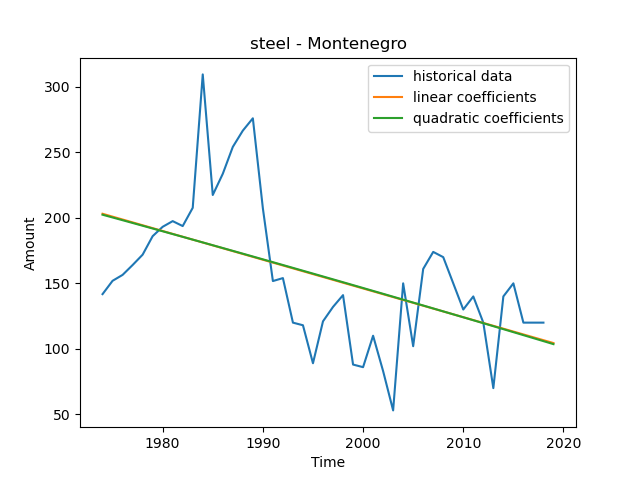 steel - Montenegro
historical data
linear coefficients
quadratic coefficients
300
250
200
150
100
50
Amount
1980 1990 2000 2010 2020
Time